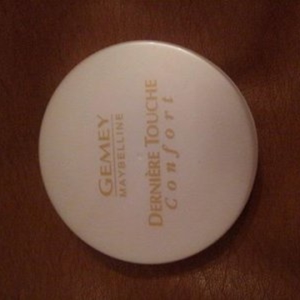 GEMEY
MAYBELLINE
DERNIÈRE TOUCHE
Confort